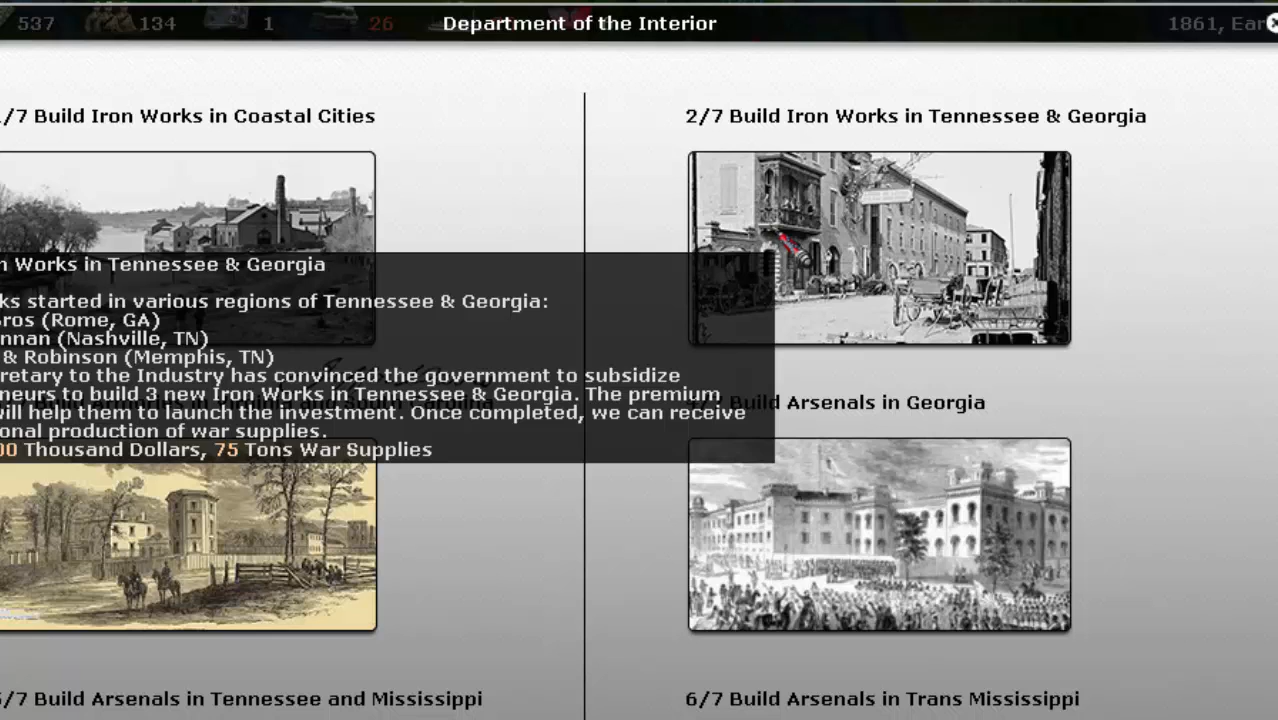 537 134 1 26 Department of the Interior 1861, Ear
/7 Build Iron Works in Coastal Cities
2/7 Build Iron Works in Tennessee & Georgia
n Works in Tennessee & Georgia
ks started in various regions of Tennessee & Georgia:
Bros (Rome, GA)
nnan (Nashville, TN)
& Robinson (Memphis, TN)
retary to the Industry has convinced the government to subsidize
neurs to build 3 new Iron Works in Tennessee & Georgia. The premium
will help them to launch the investment. Once completed, we can receive
onal production of war supplies.
00 Thousand Dollars, 75 Tons War Supplies
Build Arsenals in Georgia
/7 Build Arsenals in Tennessee and Mississippi
6/7 Build Arsenals in Trans Mississippi